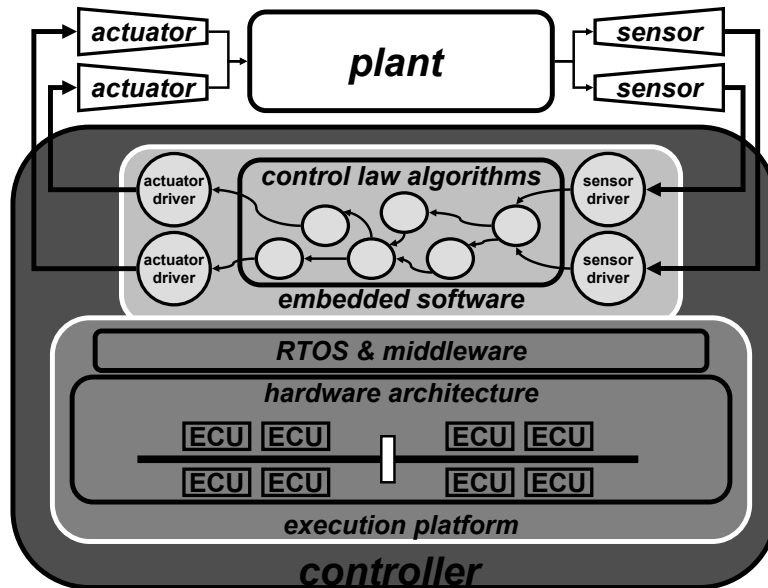 actuator
plant
sensor
actuator
sensor
control law algorithms
actuator
driver
sensor
driver
actuator
driver
sensor
driver
embedded software
RTOS & middleware
hardware architecture
ECU ECU ECU ECU
ECU ECU ECU ECU
execution platform
controller